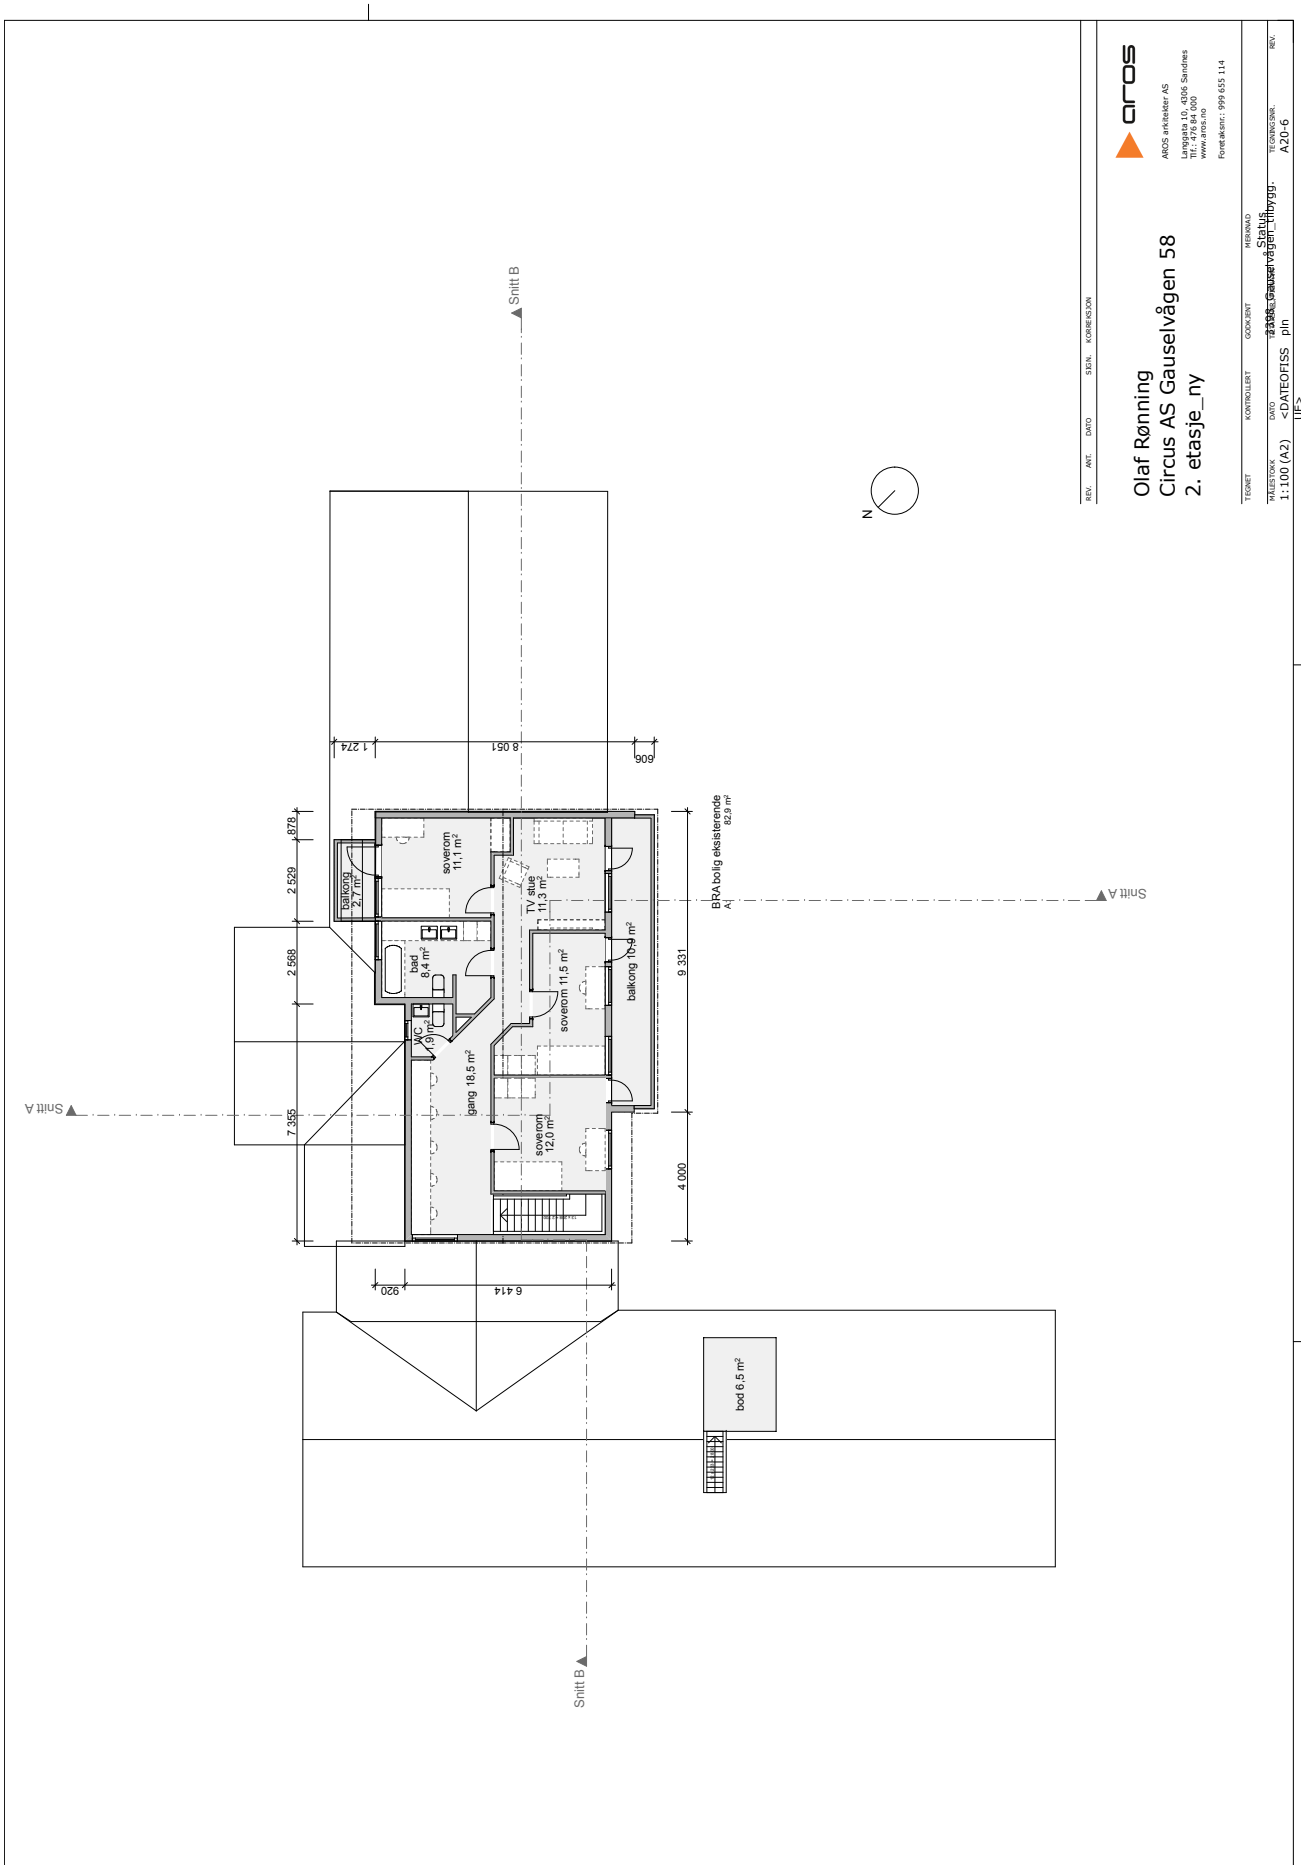 Snitt B
Snitt A
Snitt A
Snitt B
N
1 274
8 051
606
878
2 529
2 568
7 355
9 331
4 000
920
6 414
BRA bolig eksisterende
A:
82,9 m²
balkong
2,7 m²
soverom
11,1 m²
TV stue
11,3 m²
bad
8,4 m²
WC
1,9 m²
soverom 11,5 m²
balkong 10,9 m²
gang 18,5 m²
soverom
12,0 m²
bod 6,5 m²
REV. ANT. DATO SIGN. KORREKSJON
aros
AROS arkitekter AS
Langgata 10, 4306 Sandnes
Tlf.: 476 84 000
www.aros.no
Foretaksnr.: 999 655 114
Olaf Rønning
Circus AS Gauselvågen 58
2. etasje_ny
TEGNET KONTROLLERT GODKJENT MERKNAD
Status
MÅLESTOKK DATO TEGNINGSNR. REV.
1:100 (A2) <DATEOFISS
UE>
3398_Gauselvågen_tilbygg.
pln
A20-6